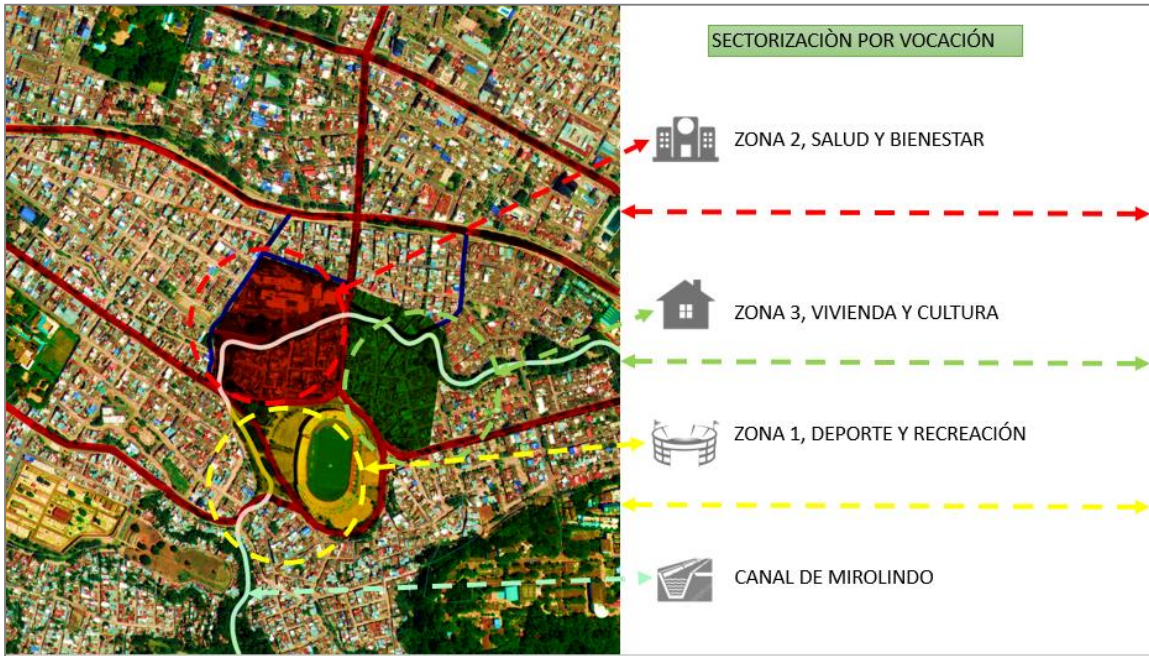 SECTORIZACIÒN POR VOCACIÓN
ZONA 2, SALUD Y BIENESTAR
ZONA 3, VIVIENDA Y CULTURA
ZONA 1, DEPORTE Y RECREACIÓN
CANAL DE MIROLINDO